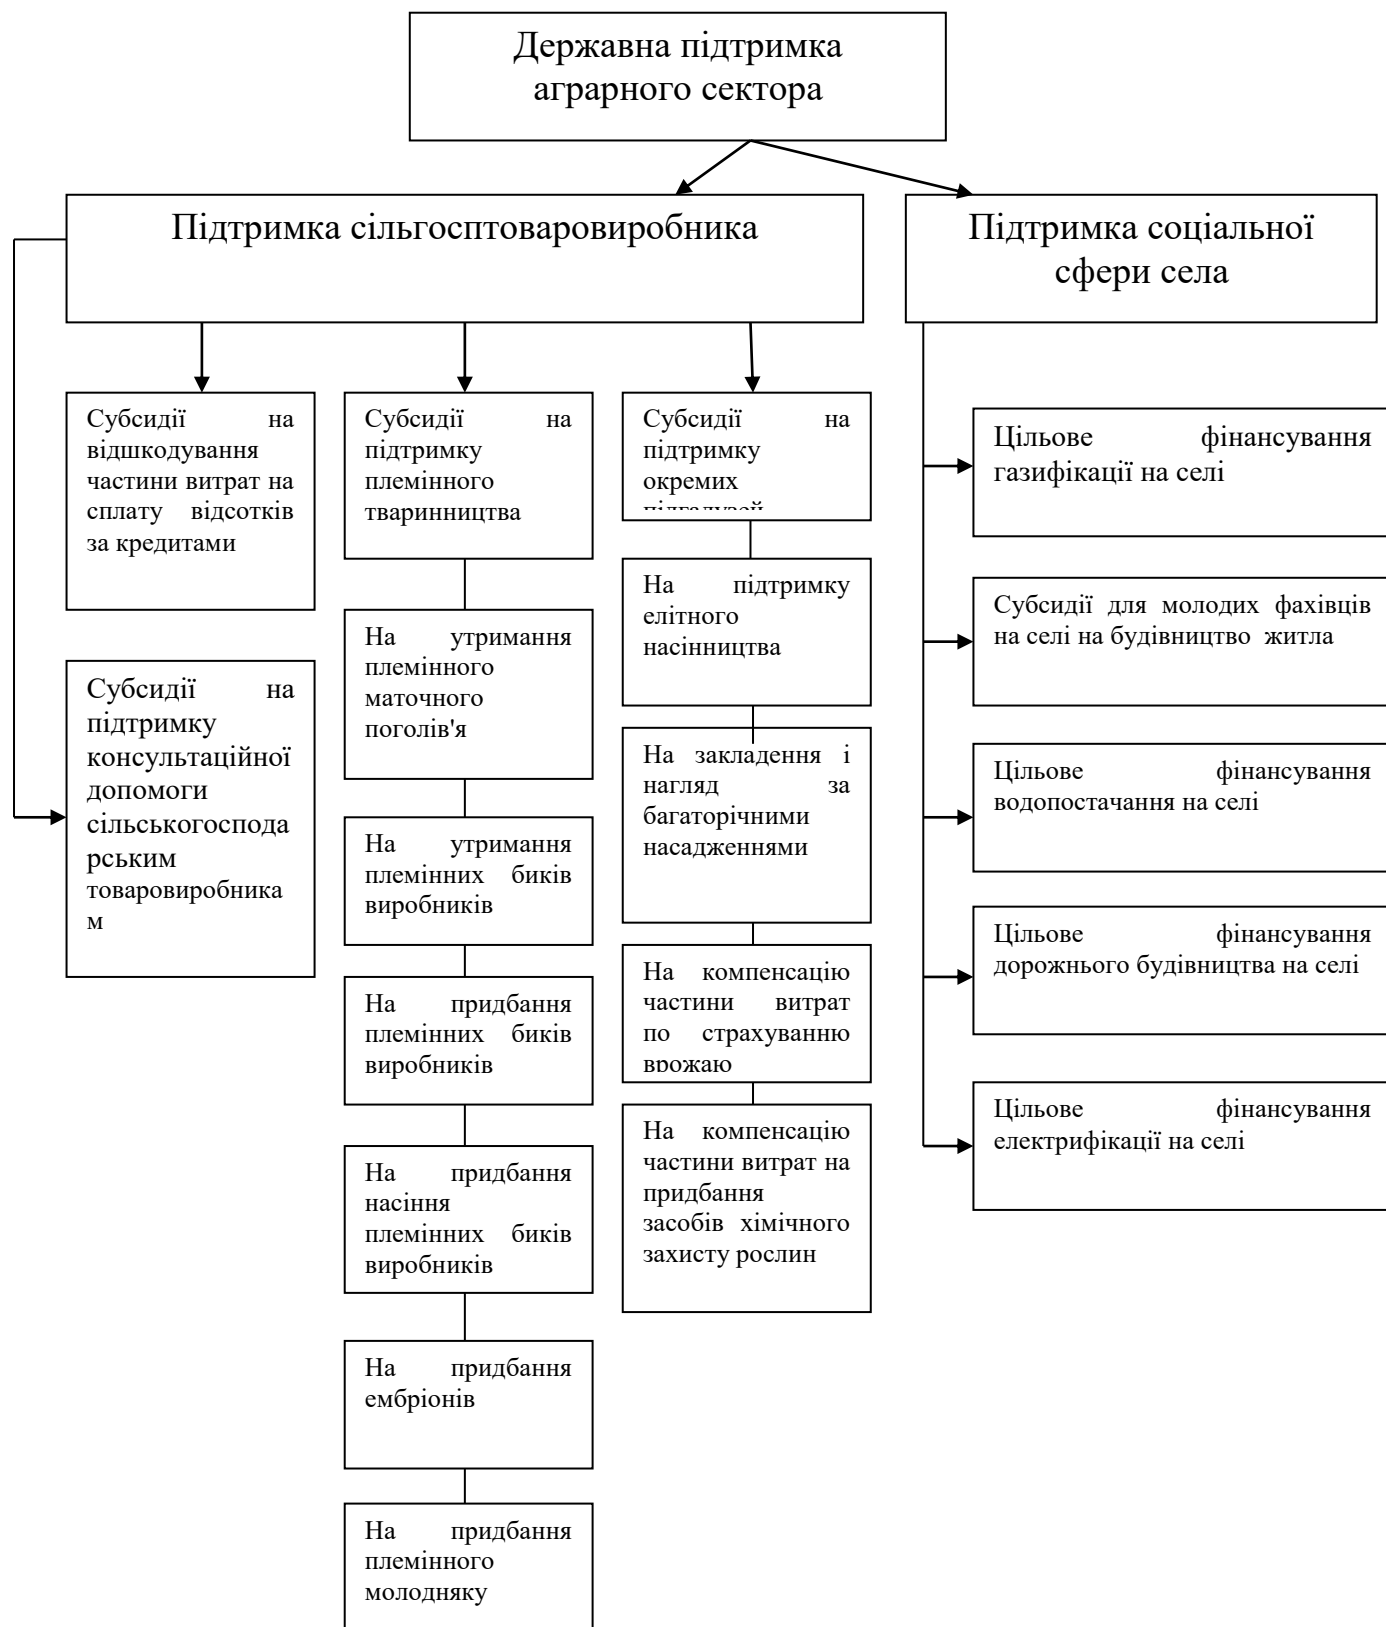 Державна підтримка
аграрного сектора
Підтримка сільгосптоваровиробника
Підтримка соціальної
сфери села
Субсидії на
відшкодування
частини витрат на
сплату відсотків
за кредитами
Субсидії на
підтримку
консультаційної
допомоги
сільськогоспода
рським
товаровиробника
м
Субсидії на
підтримку
племінного
тваринництва
На утримання
племінного
маточного
поголів'я
На утримання
племінних биків
виробників
На придбання
племінних биків
виробників
На придбання
насіння
племінних биків
виробників
На придбання
ембріонів
На придбання
племінного
молодняку
Субсидії на
підтримку
окремих
підгалузей
На підтримку
елітного
насінництва
На закладення і
нагляд за
багаторічними
насадженнями
На компенсацію
частини витрат
по страхуванню
врожаю
На компенсацію
частини витрат на
придбання
засобів хімічного
захисту рослин
Цільове фінансування
газифікації на селі
Субсидії для молодих фахівців
на селі на будівництво житла
Цільове фінансування
водопостачання на селі
Цільове фінансування
дорожнього будівництва на селі
Цільове фінансування
електрифікації на селі